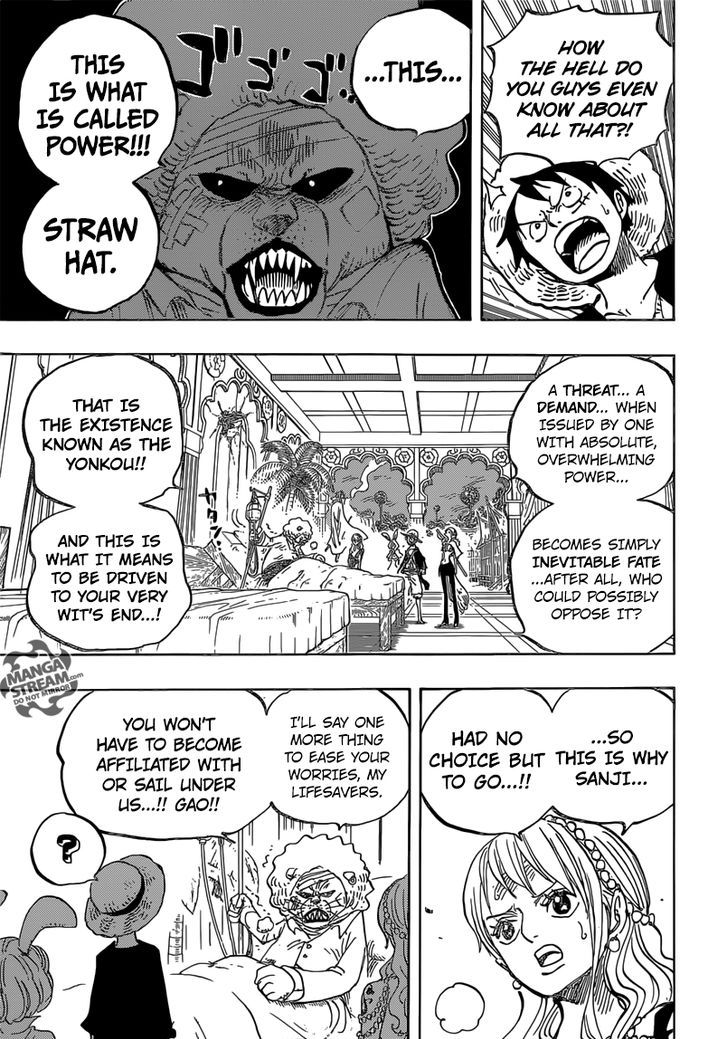 HOW
THE HELL DO
YOU GUYS EVEN
KNOW ABOUT
ALL THAT?!
...THIS...
ゴゴゴゴ
THIS
IS WHAT
IS CALLED
POWER!!!
STRAW
HAT.
A THREAT... A
DEMAND... WHEN
ISSUED BY ONE
WITH ABSOLUTE,
OVERWHELMING
POWER...
BECOMES SIMPLY
INEVITABLE FATE
...AFTER ALL, WHO
COULD POSSIBLY
OPPOSE IT?
THAT IS
THE EXISTENCE
KNOWN AS THE
YONKOU!!
AND THIS IS
WHAT IT MEANS
TO BE DRIVEN
TO YOUR VERY
WIT'S END...!
MANGA
STREAM.com
DO NOT MIRROR
...SO
THIS IS WHY
SANJI...
HAD NO
CHOICE BUT
TO GO...!!
I'LL SAY ONE
MORE THING
TO EASE YOUR
WORRIES, MY
LIFESAVERS.
YOU WON'T
HAVE TO BECOME
AFFILIATED WITH
OR SAIL UNDER
US...!! GAO!!
?